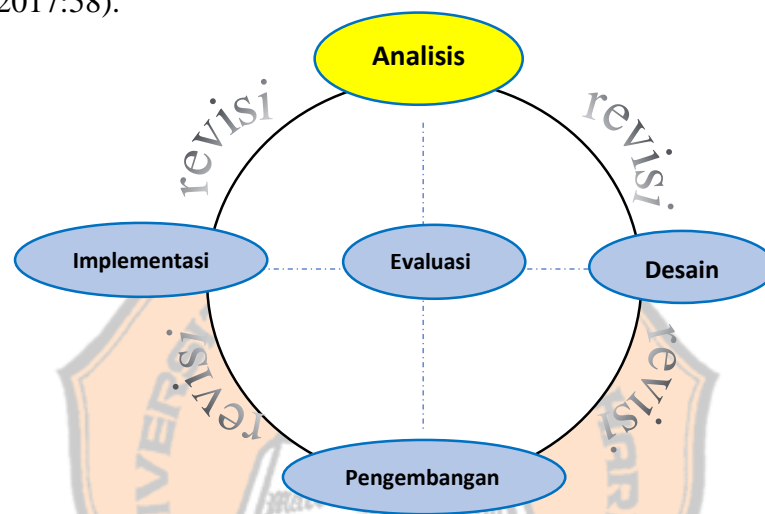 2017:58).
Analisis
revisi
revisi
Implementasi
Evaluasi
Desain
revisi
revisi
Pengembangan